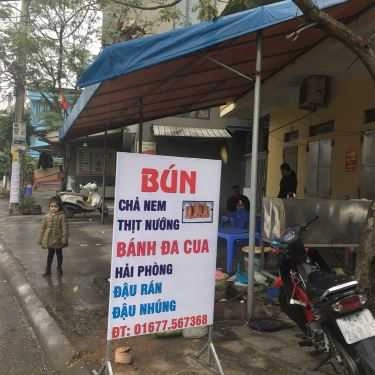 BÚN
CHẢ NEM
THỊT NƯỚNG
BÁNH ĐA CUA
HẢI PHÒNG
ĐẬU RÁN
ĐẬU NHÚNG
ĐT: 01677.567368